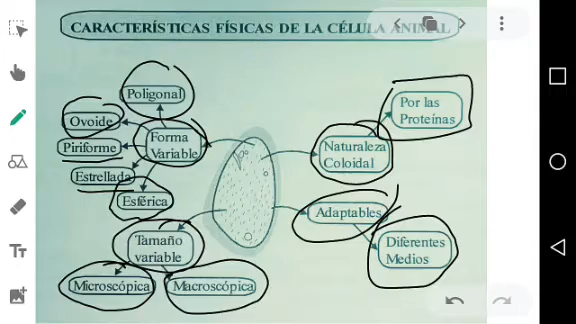 CARACTERÍSTICAS FÍSICAS DE LA CÉLULA ANIMAL
Poligonal
Ovoide
Piriforme
Estrellada
Esférica
Forma
Variable
Tamaño
variable
Microscópica
Macroscópica
Naturaleza
Coloidal
Por las
Proteínas
Adaptables
Diferentes
Medios
Tт